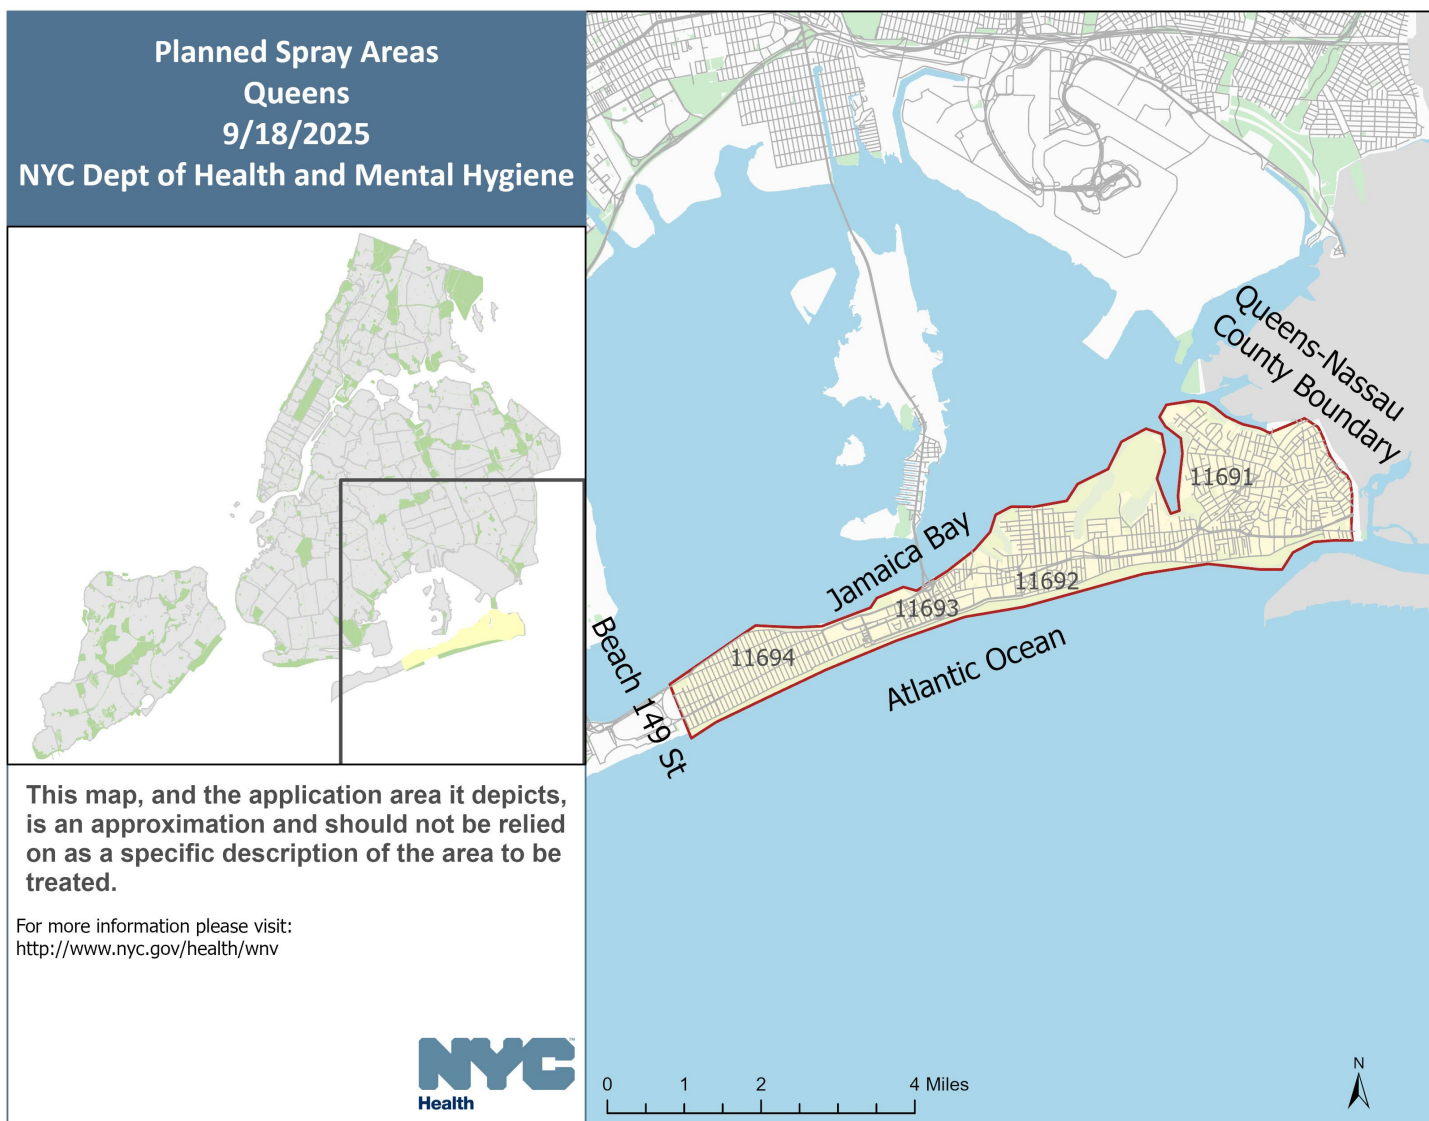 Planned Spray Areas
Queens
9/18/2025
NYC Dept of Health and Mental Hygiene
This map, and the application area it depicts,
is an approximation and should not be relied
on as a specific description of the area to be
treated.
For more information please visit:
http://www.nyc.gov/health/wnv
NYC™
Health
Queens-Nassau
County Boundary
11691
Jamaica Bay
11692
11693
11694
Atlantic Ocean
Beach 149 St
N
0 1 2 4 Miles